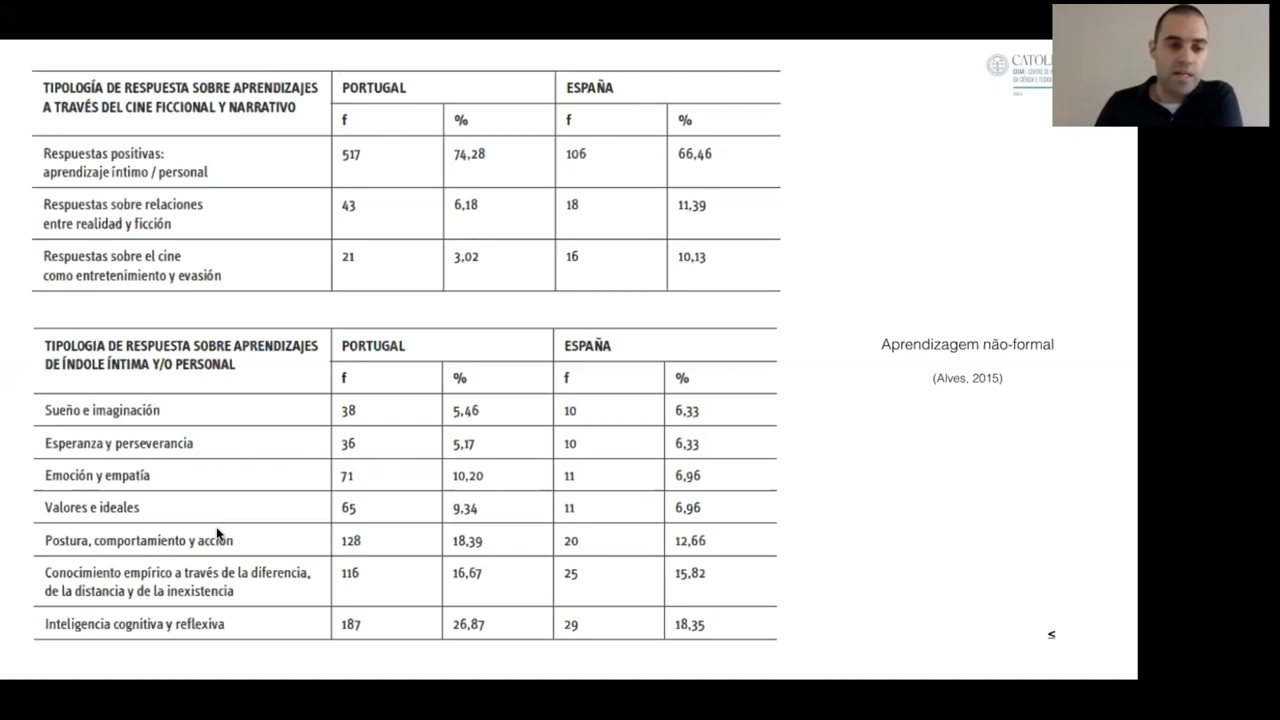 TIPOLOGÍA DE RESPUESTA SOBRE APRENDIZAJES
A TRAVÉS DEL CINE FICCIONAL Y NARRATIVO
PORTUGAL
ESPAÑA
f
%
f
%
Respuestas positivas:
aprendizaje íntimo / personal
517
74,28
106
66,46
Respuestas sobre relaciones
entre realidad y ficción
43
6,18
18
11,39
Respuestas sobre el cine
como entretenimiento y evasión
21
3,02
16
10,13
TIPOLOGIA DE RESPUESTA SOBRE APRENDIZAJES
DE ÍNDOLE ÍNTIMA Y/O PERSONAL
PORTUGAL
ESPAÑA
f
%
f
%
Sueño e imaginación
38
5,46
10
6,33
Esperanza y perseverancia
36
5,17
10
6,33
Emoción y empatía
71
10,20
11
6,96
Valores e ideales
65
9,34
11
6,96
Postura, comportamiento y acción
128
18,39
20
12,66
Conocimiento empírico a través de la diferencia,
de la distancia y de la inexistencia
116
16,67
25
15,82
Inteligencia cognitiva y reflexiva
187
26,87
29
18,35
Aprendizagem não-formal
(Alves, 2015)
≤